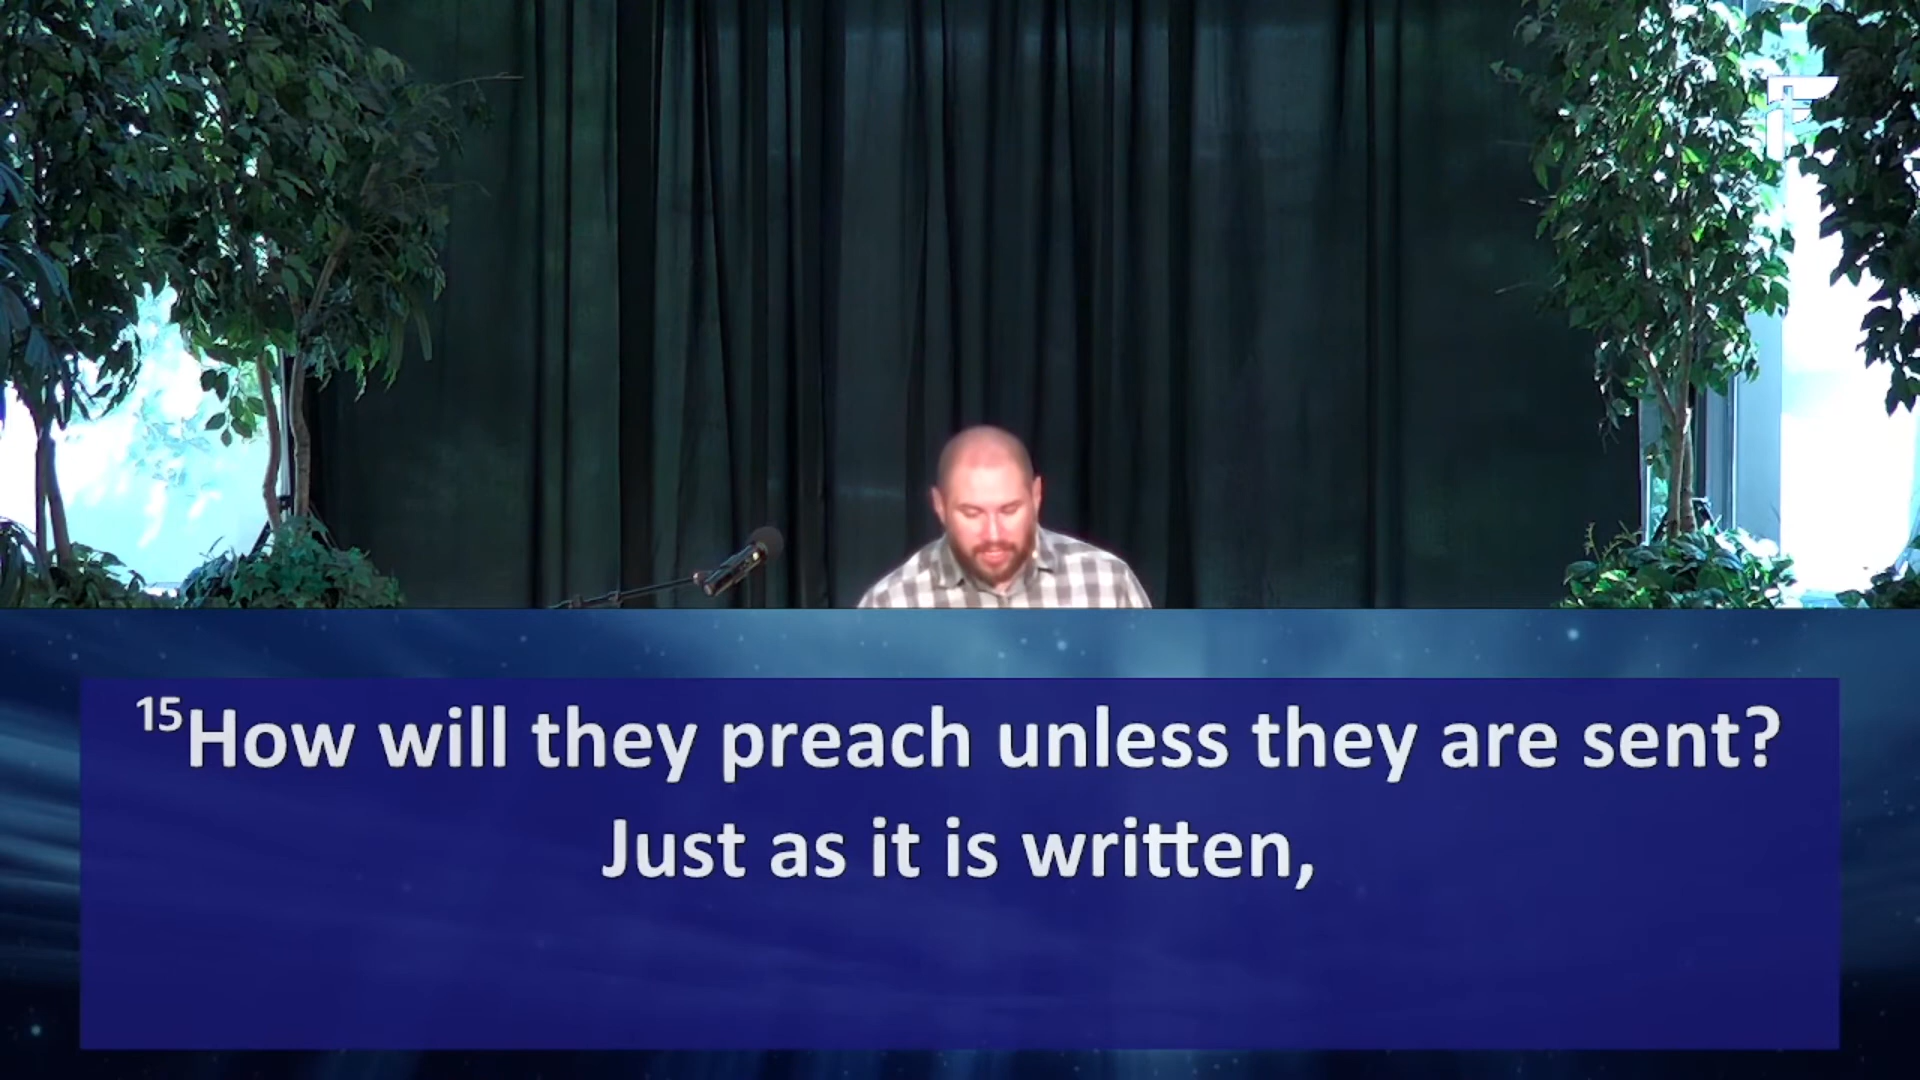 15How will they preach unless they are sent?
Just as it is written,